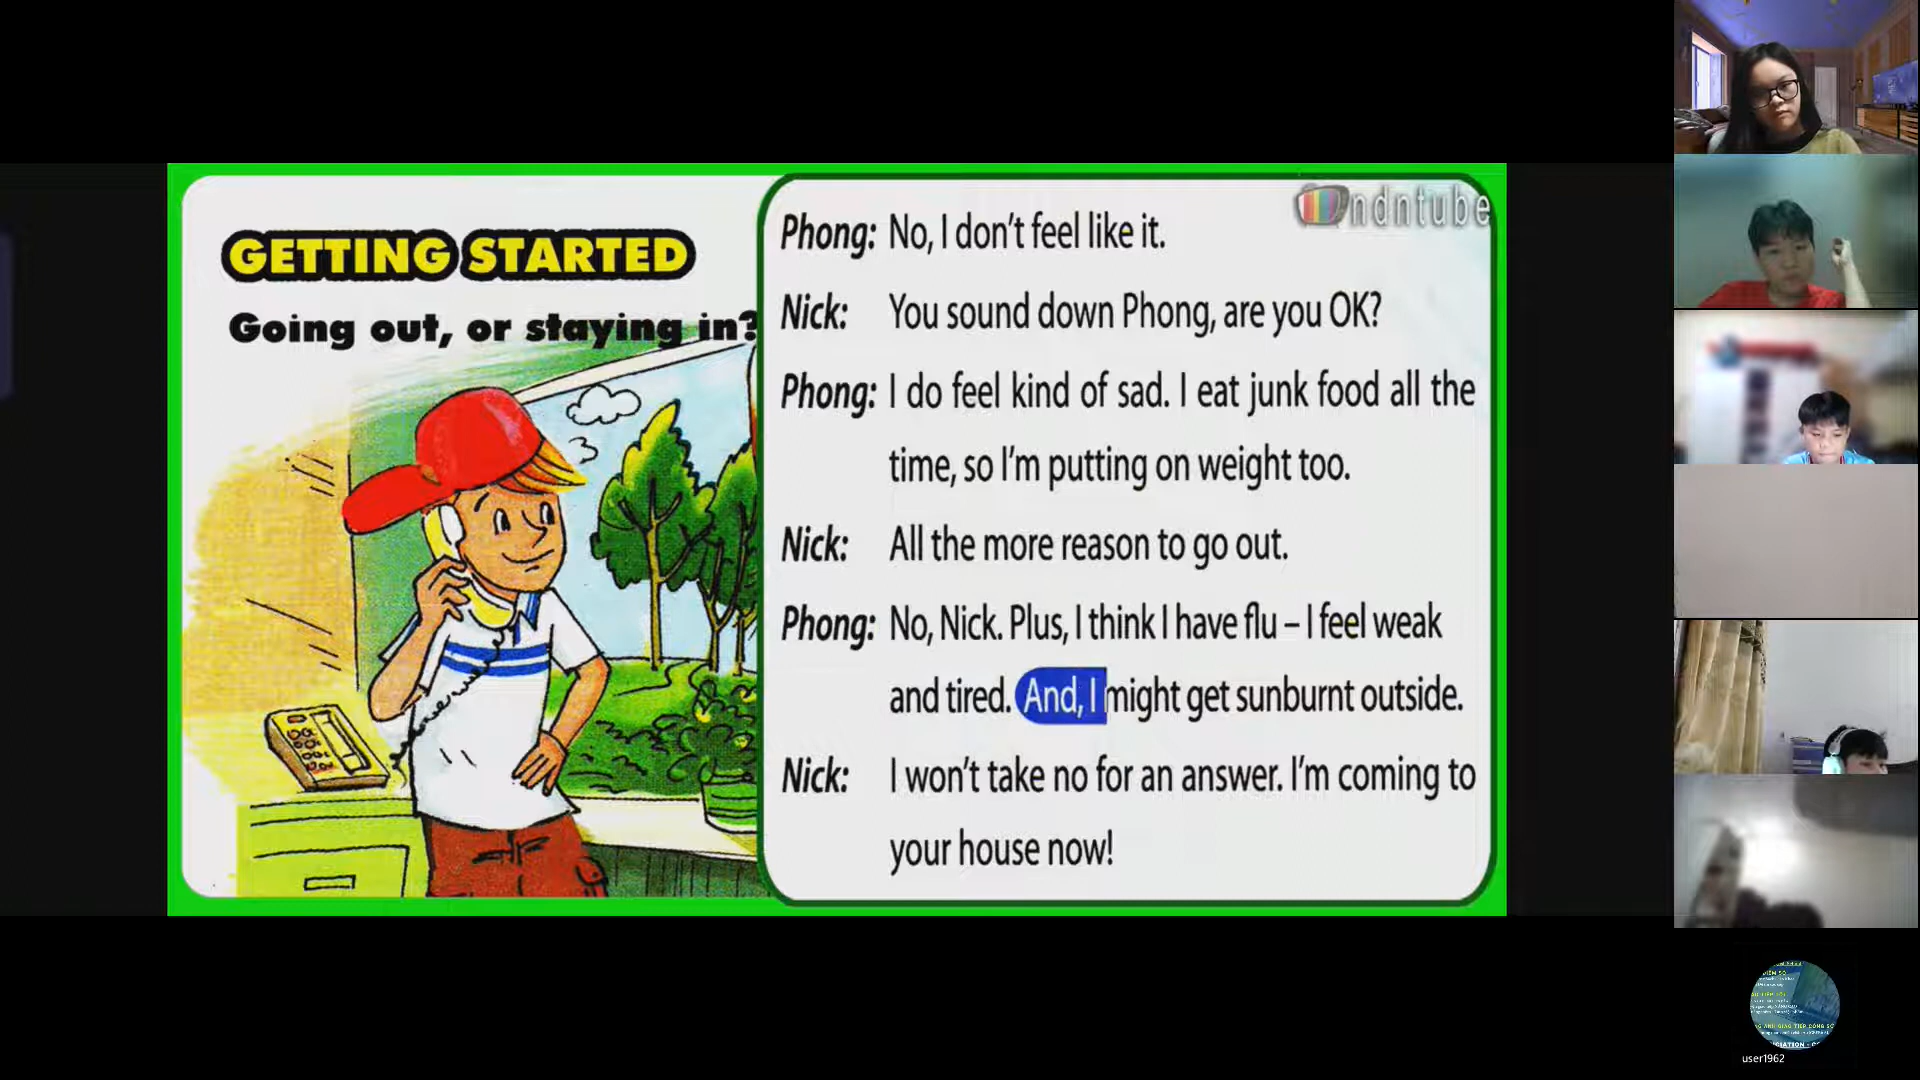 GETTING STARTED
Going out, or staying in?
ndntube
Phong: No, I don't feel like it.
Nick: You sound down Phong, are you OK?
Phong: I do feel kind of sad. I eat junk food all the
time, so I'm putting on weight too.
Nick: All the more reason to go out.
Phong: No, Nick. Plus, I think I have flu – I feel weak
and tired. And, I might get sunburnt outside.
Nick: I won't take no for an answer. I'm coming to
your house now!
user1962